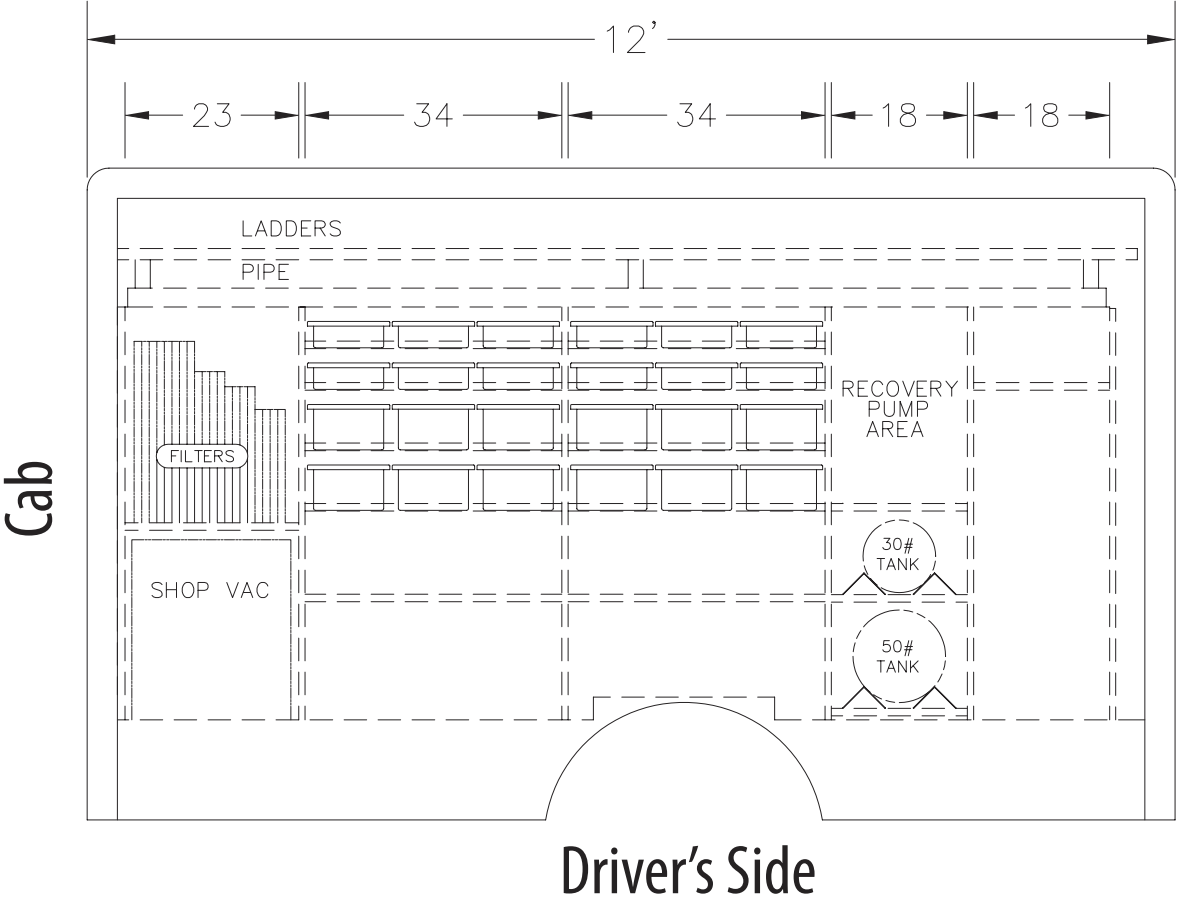 12’
23 34 34 18 18
LADDERS
PIPE
RECOVERY
PUMP
AREA
FILTERS
Cab
30#
TANK
SHOP VAC
50#
TANK
Driver’s Side